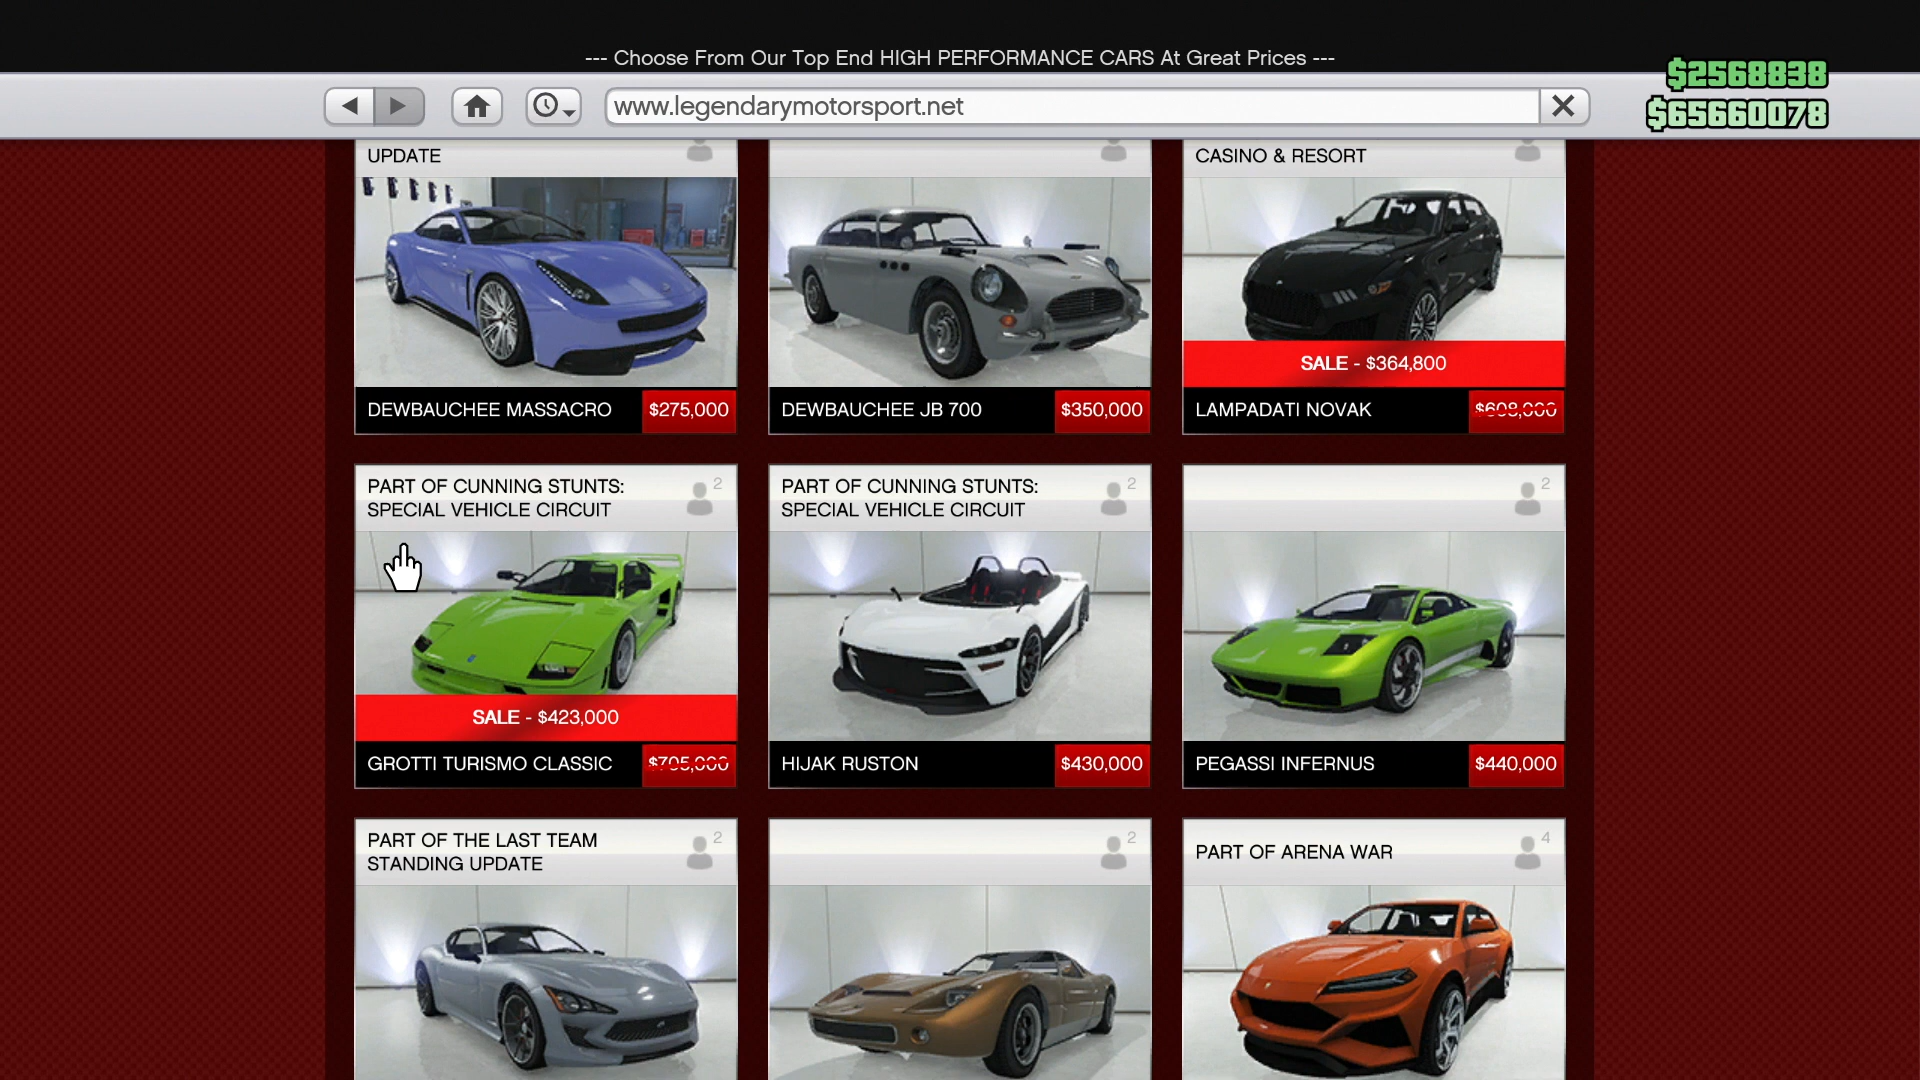 --- Choose From Our Top End HIGH PERFORMANCE CARS At Great Prices ---
$2568838
www.legendarymotorsport.net
$65660078
UPDATE
CASINO & RESORT
SALE - $364,800
DEWBAUCHEE MASSACRO $275,000
DEWBAUCHEE JB 700 $350,000
LAMPADATI NOVAK $608,000
PART OF CUNNING STUNTS: 2
SPECIAL VEHICLE CIRCUIT
PART OF CUNNING STUNTS: 2
SPECIAL VEHICLE CIRCUIT
2
SALE - $423,000
GROTTI TURISMO CLASSIC $705,000
HIJAK RUSTON $430,000
PEGASSI INFERNUS $440,000
PART OF THE LAST TEAM 2
STANDING UPDATE
2
PART OF ARENA WAR 4